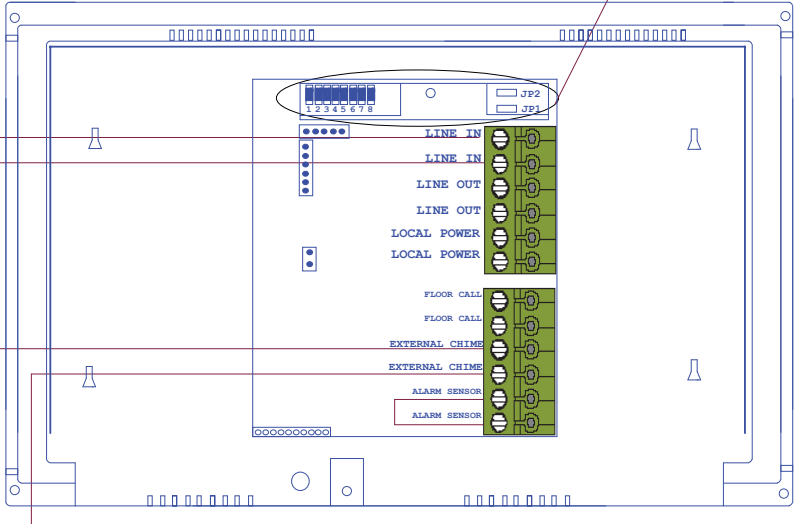 JP2
1 2 3 4 5 6 7 8 JP1
LINE IN
LINE IN
LINE OUT
LINE OUT
LOCAL POWER
LOCAL POWER
FLOOR CALL
FLOOR CALL
EXTERNAL CHIME
EXTERNAL CHIME
ALARM SENSOR
ALARM SENSOR